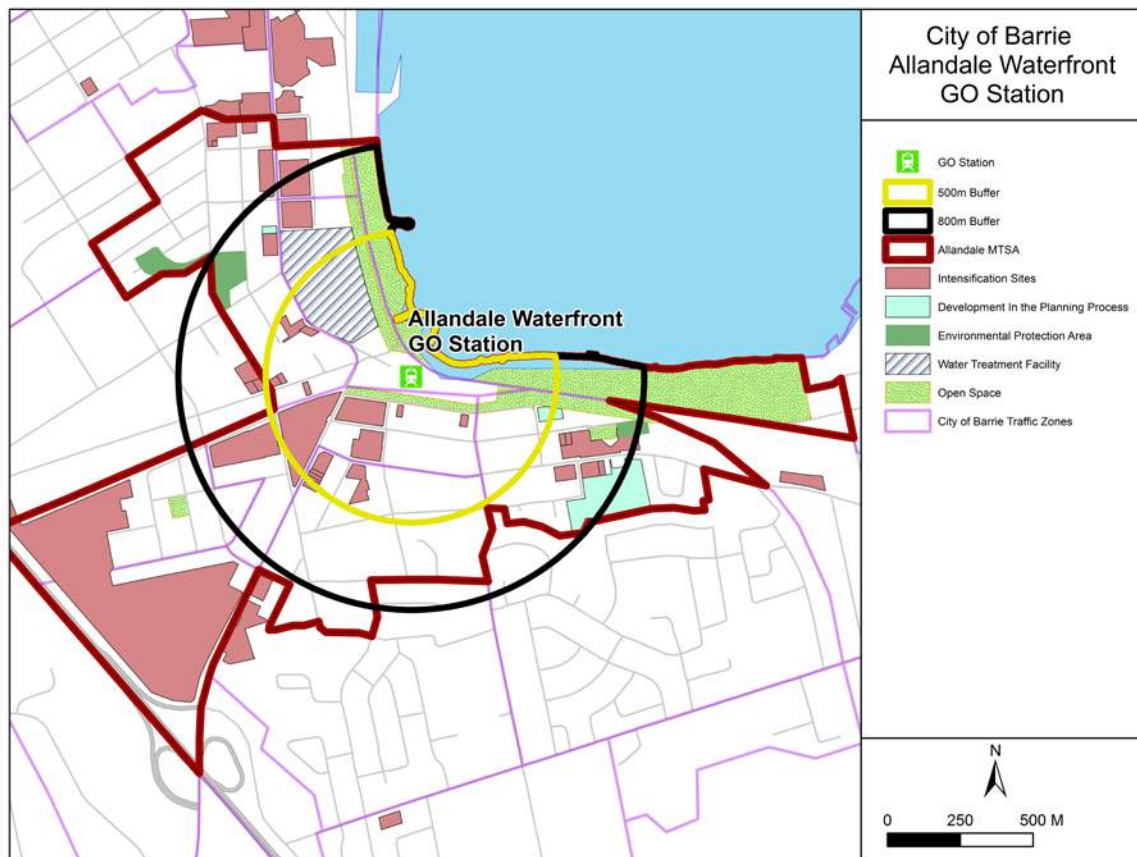 City of Barrie
Allandale Waterfront
GO Station
GO Station
500m Buffer
800m Buffer
Allandale MTSA
Intensification Sites
Development In the Planning Process
Environmental Protection Area
Water Treatment Facility
Open Space
City of Barrie Traffic Zones
Allandale Waterfront
GO Station
N
0 250 500 M